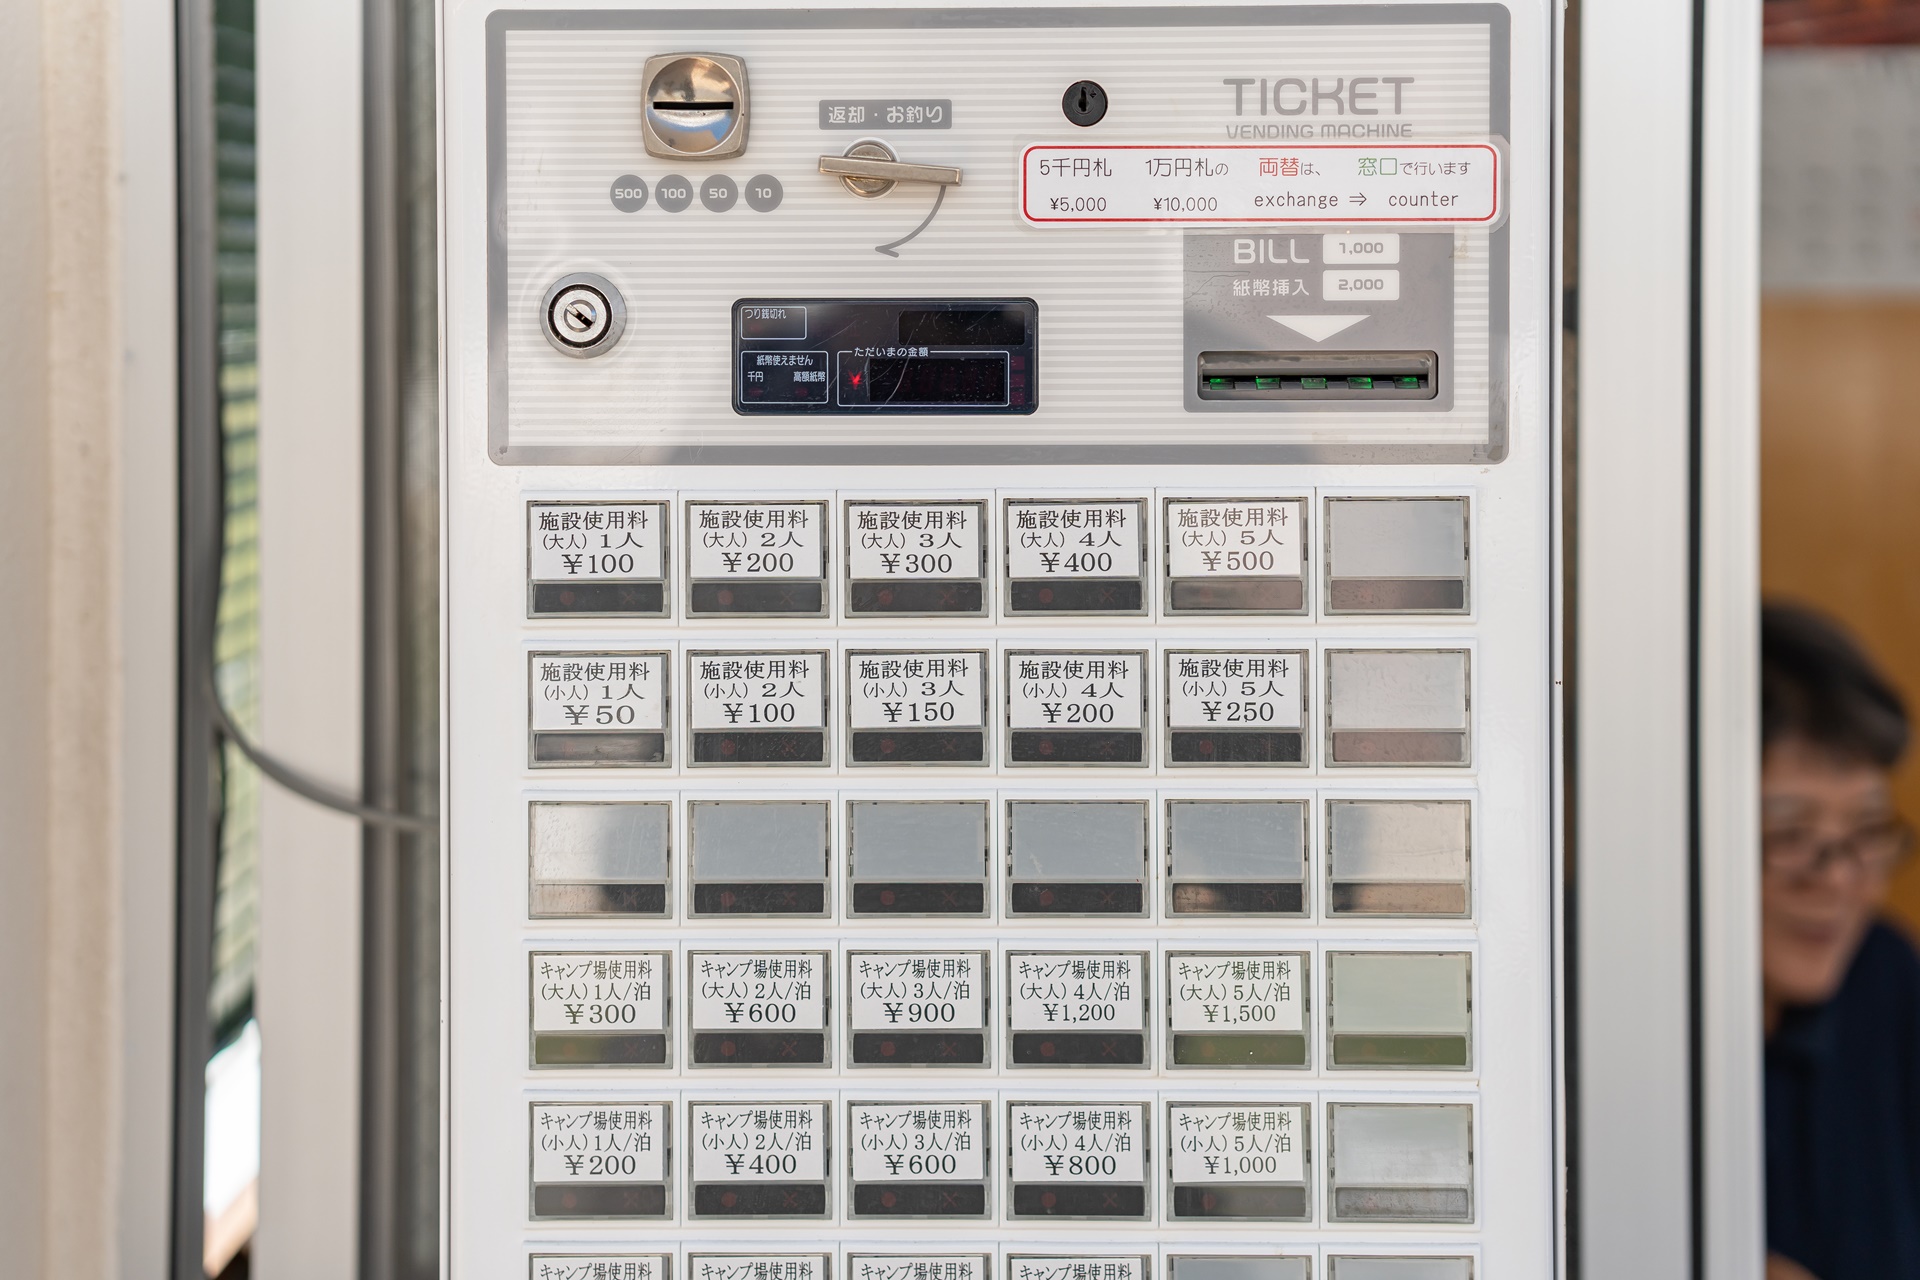 返却・お釣り
TICKET
VENDING MACHINE
500 100 50 10
5千円札 1万円札の 両替は、 窓口で行います
¥5,000 ¥10,000 exchange ⇒ counter
BILL 1,000
紙幣挿入 2,000
つり銭切れ
紙幣使えません
千円 高額紙幣
ただいまの金額
施設使用料
(大人) 1人
¥100
施設使用料
(大人) 2人
¥200
施設使用料
(大人) 3人
¥300
施設使用料
(大人) 4人
¥400
施設使用料
(大人) 5人
¥500
施設使用料
(小人) 1人
¥50
施設使用料
(小人) 2人
¥100
施設使用料
(小人) 3人
¥150
施設使用料
(小人) 4人
¥200
施設使用料
(小人) 5人
¥250
キャンプ場使用料
(大人) 1人/泊
¥300
キャンプ場使用料
(大人) 2人/泊
¥600
キャンプ場使用料
(大人) 3人/泊
¥900
キャンプ場使用料
(大人) 4人/泊
¥1,200
キャンプ場使用料
(大人) 5人/泊
¥1,500
キャンプ場使用料
(小人) 1人/泊
¥200
キャンプ場使用料
(小人) 2人/泊
¥400
キャンプ場使用料
(小人) 3人/泊
¥600
キャンプ場使用料
(小人) 4人/泊
¥800
キャンプ場使用料
(小人) 5人/泊
¥1,000
キャンプ場使用料
キャンプ場使用料
キャンプ場使用料
キャンプ場使用料